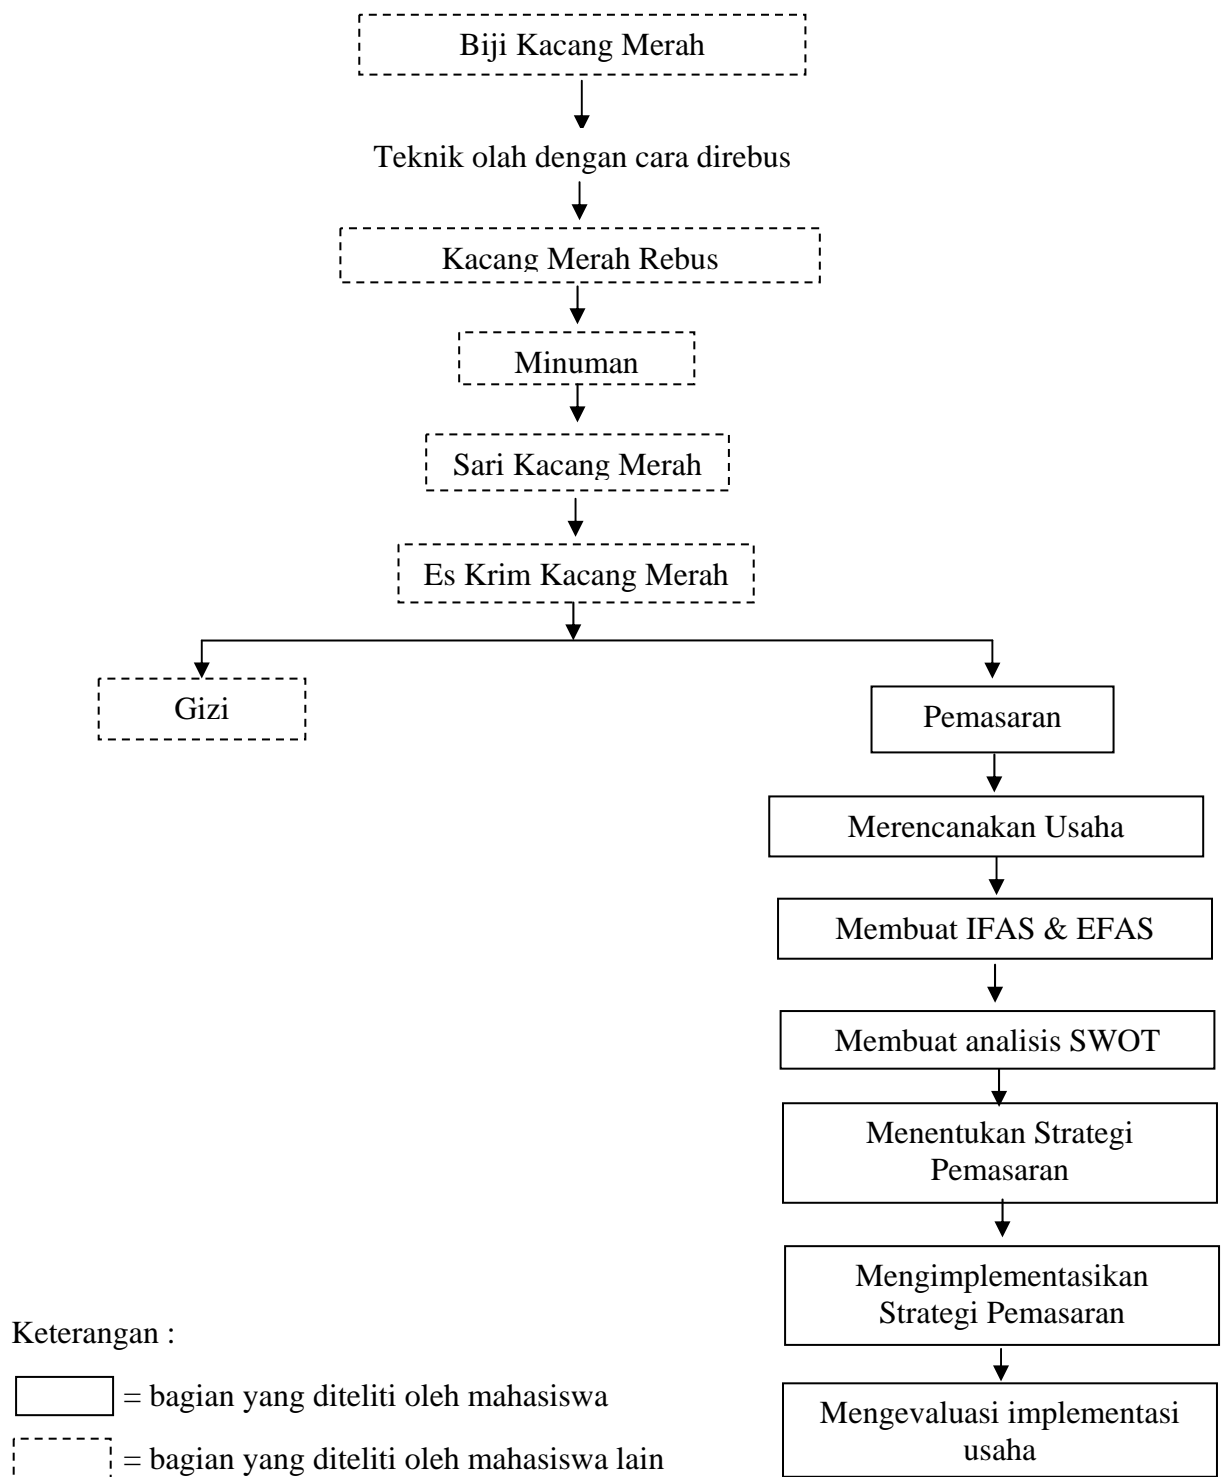 Biji Kacang Merah
Teknik olah dengan cara direbus
Kacang Merah Rebus
Minuman
Sari Kacang Merah
Es Krim Kacang Merah
Gizi
Pemasaran
Merencanakan Usaha
Membuat IFAS & EFAS
Membuat analisis SWOT
Menentukan Strategi
Pemasaran
Mengimplementasikan
Strategi Pemasaran
Mengevaluasi implementasi
usaha
Keterangan :
= bagian yang diteliti oleh mahasiswa
= bagian yang diteliti oleh mahasiswa lain